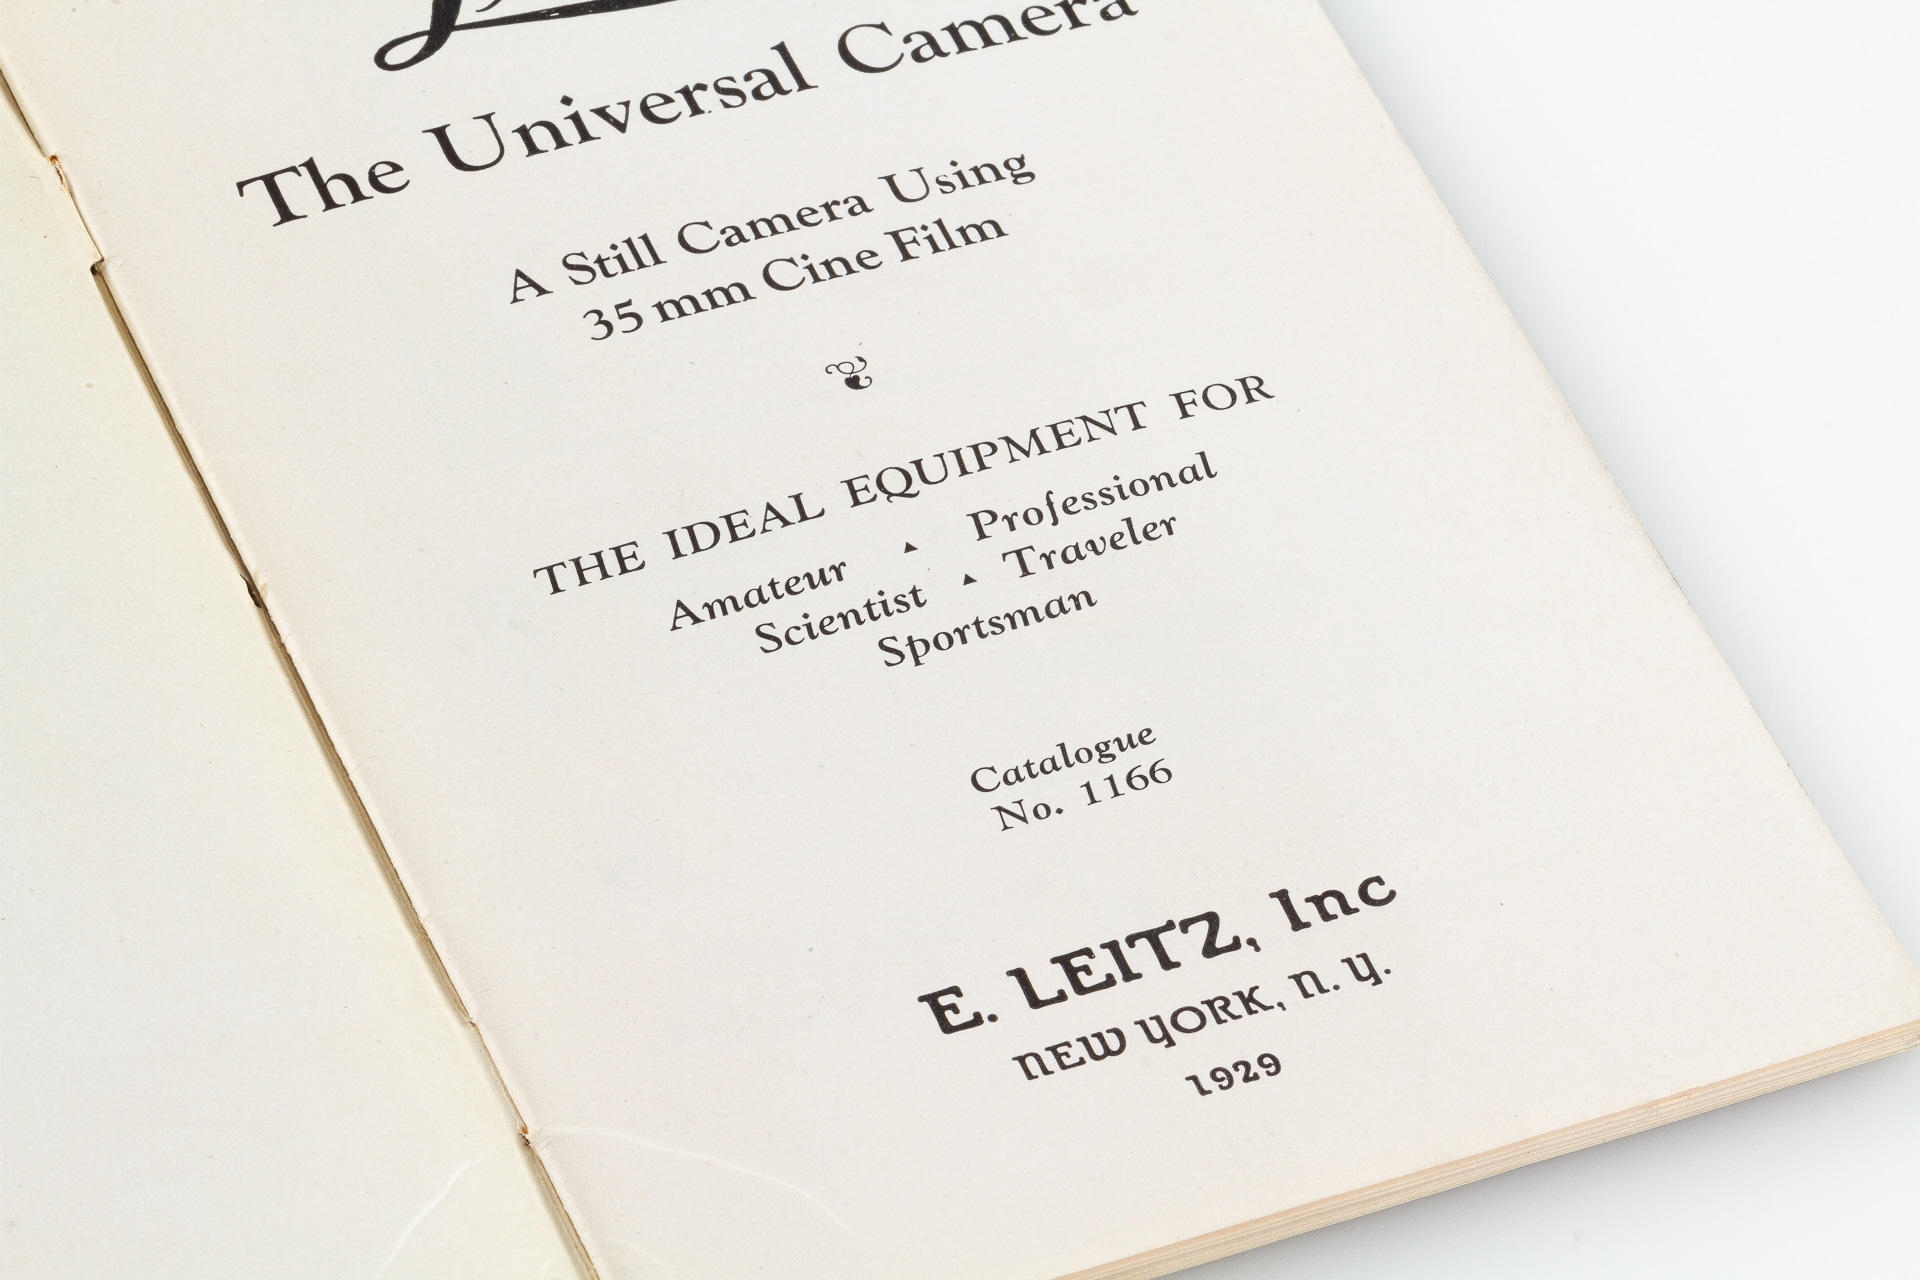 The Universal Camera
A Still Camera Using
35 mm Cine Film
THE IDEAL EQUIPMENT FOR
Amateur ▲ Professional
Scientist ▲ Traveler
Sportsman
Catalogue
No. 1166
E. LEITZ, Inc
NEW YORK, N. Y.
1929